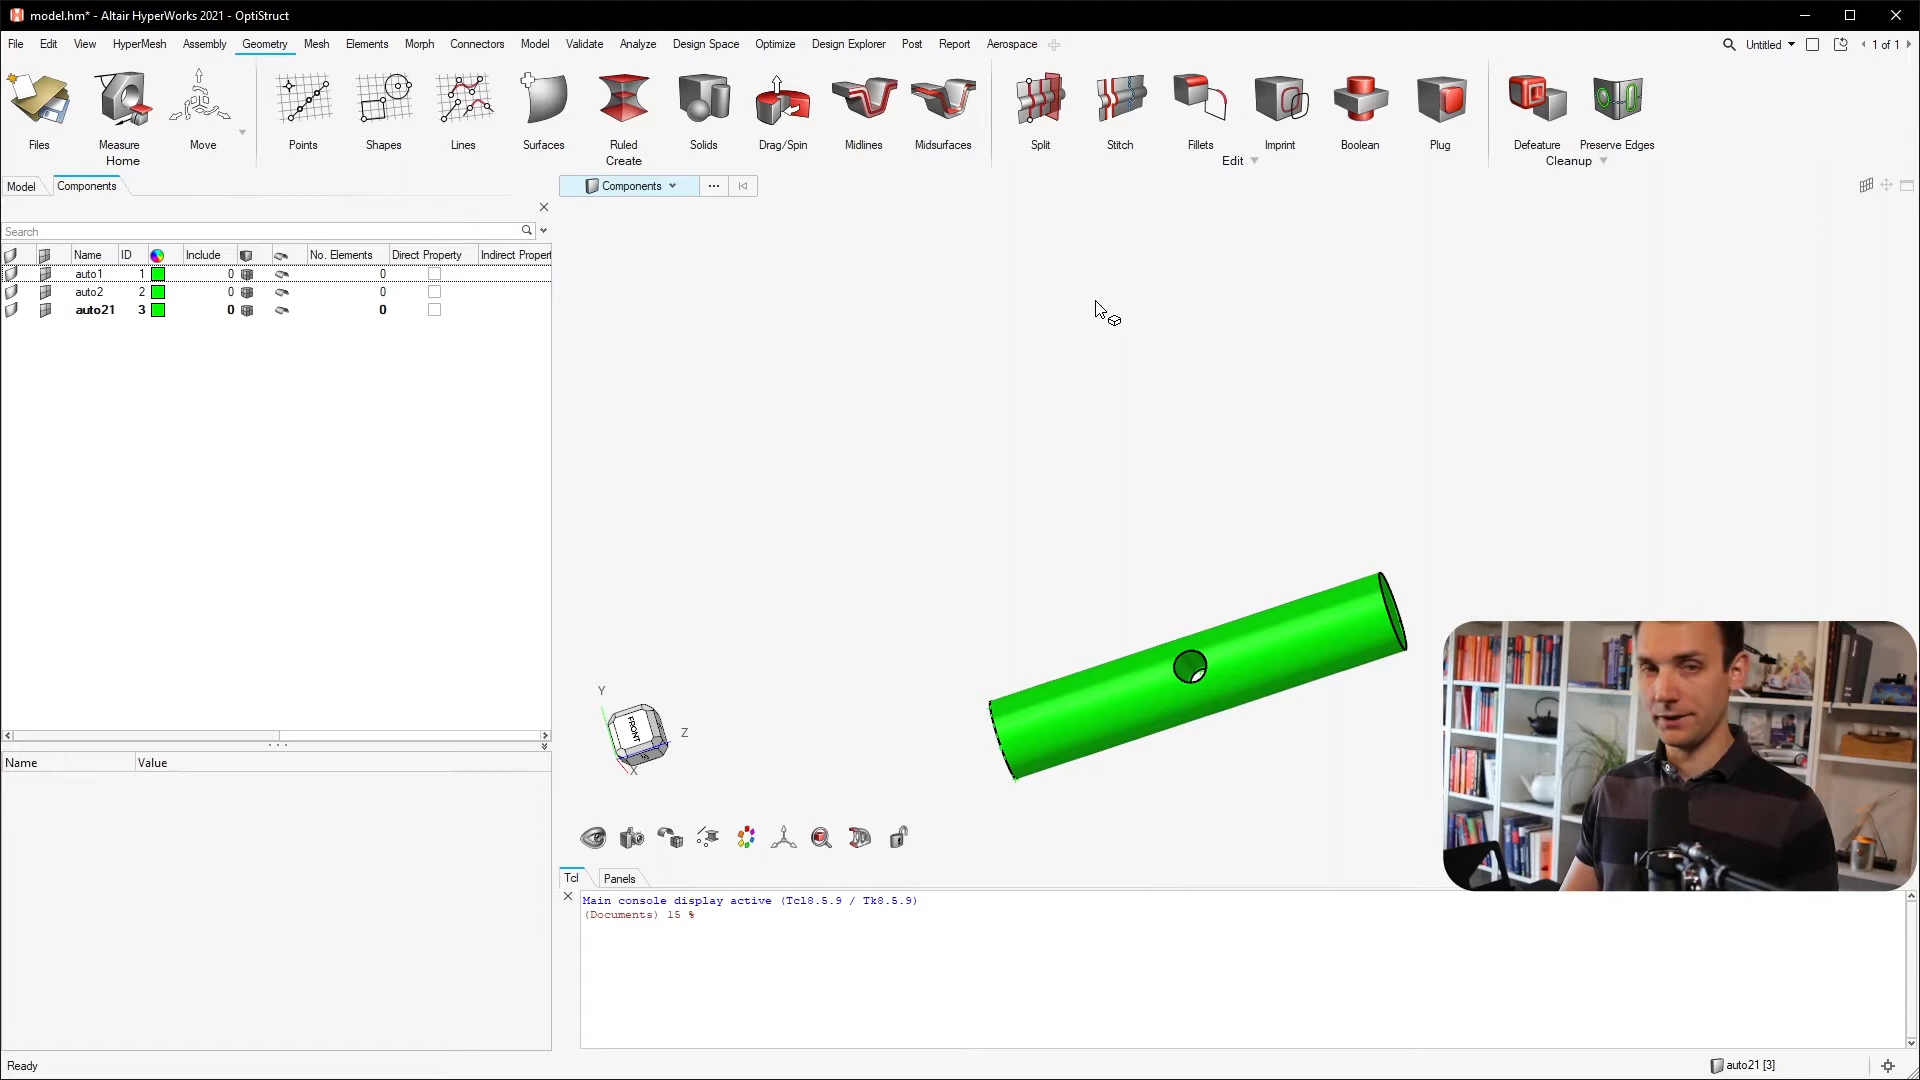 model.hm* - Altair HyperWorks 2021 - OptiStruct
File Edit View HyperMesh Assembly Geometry Mesh Elements Morph Connectors Model Validate Analyze Design Space Optimize Design Explorer Post Report Aerospace Untitled 1 of 1
Files Measure Move Points Shapes Lines Surfaces Ruled Solids Drag/Spin Midlines Midsurfaces Split Stitch Fillets Imprint Boolean Plug Defeature Preserve Edges
Home Create Edit Cleanup
Model Components
Components
Search
Name ID Include No. Elements Direct Property Indirect Propert
auto1 1 0 0
auto2 2 0 0
auto21 3 0 0
Name Value
Y
Z
X
FRONT
Tcl Panels
Main console display active (Tcl8.5.9 / Tk8.5.9)
(Documents) 15 %
Ready
auto21 [3]